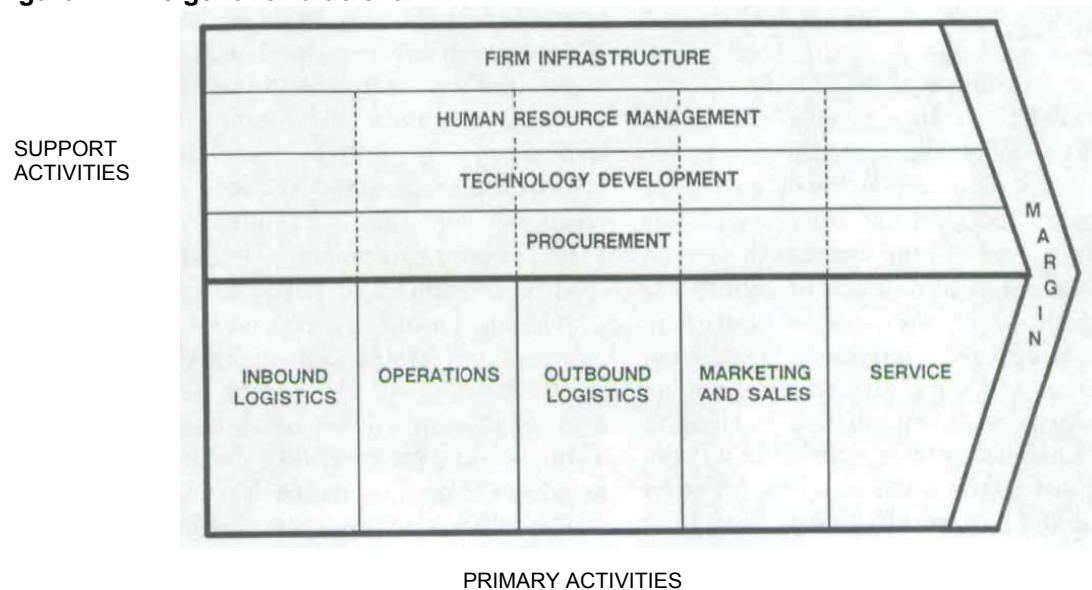 FIRM INFRASTRUCTURE
HUMAN RESOURCE MANAGEMENT
SUPPORT
ACTIVITIES
TECHNOLOGY DEVELOPMENT
PROCUREMENT
MARGIN
INBOUND
LOGISTICS
OPERATIONS
OUTBOUND
LOGISTICS
MARKETING
AND SALES
SERVICE
PRIMARY ACTIVITIES